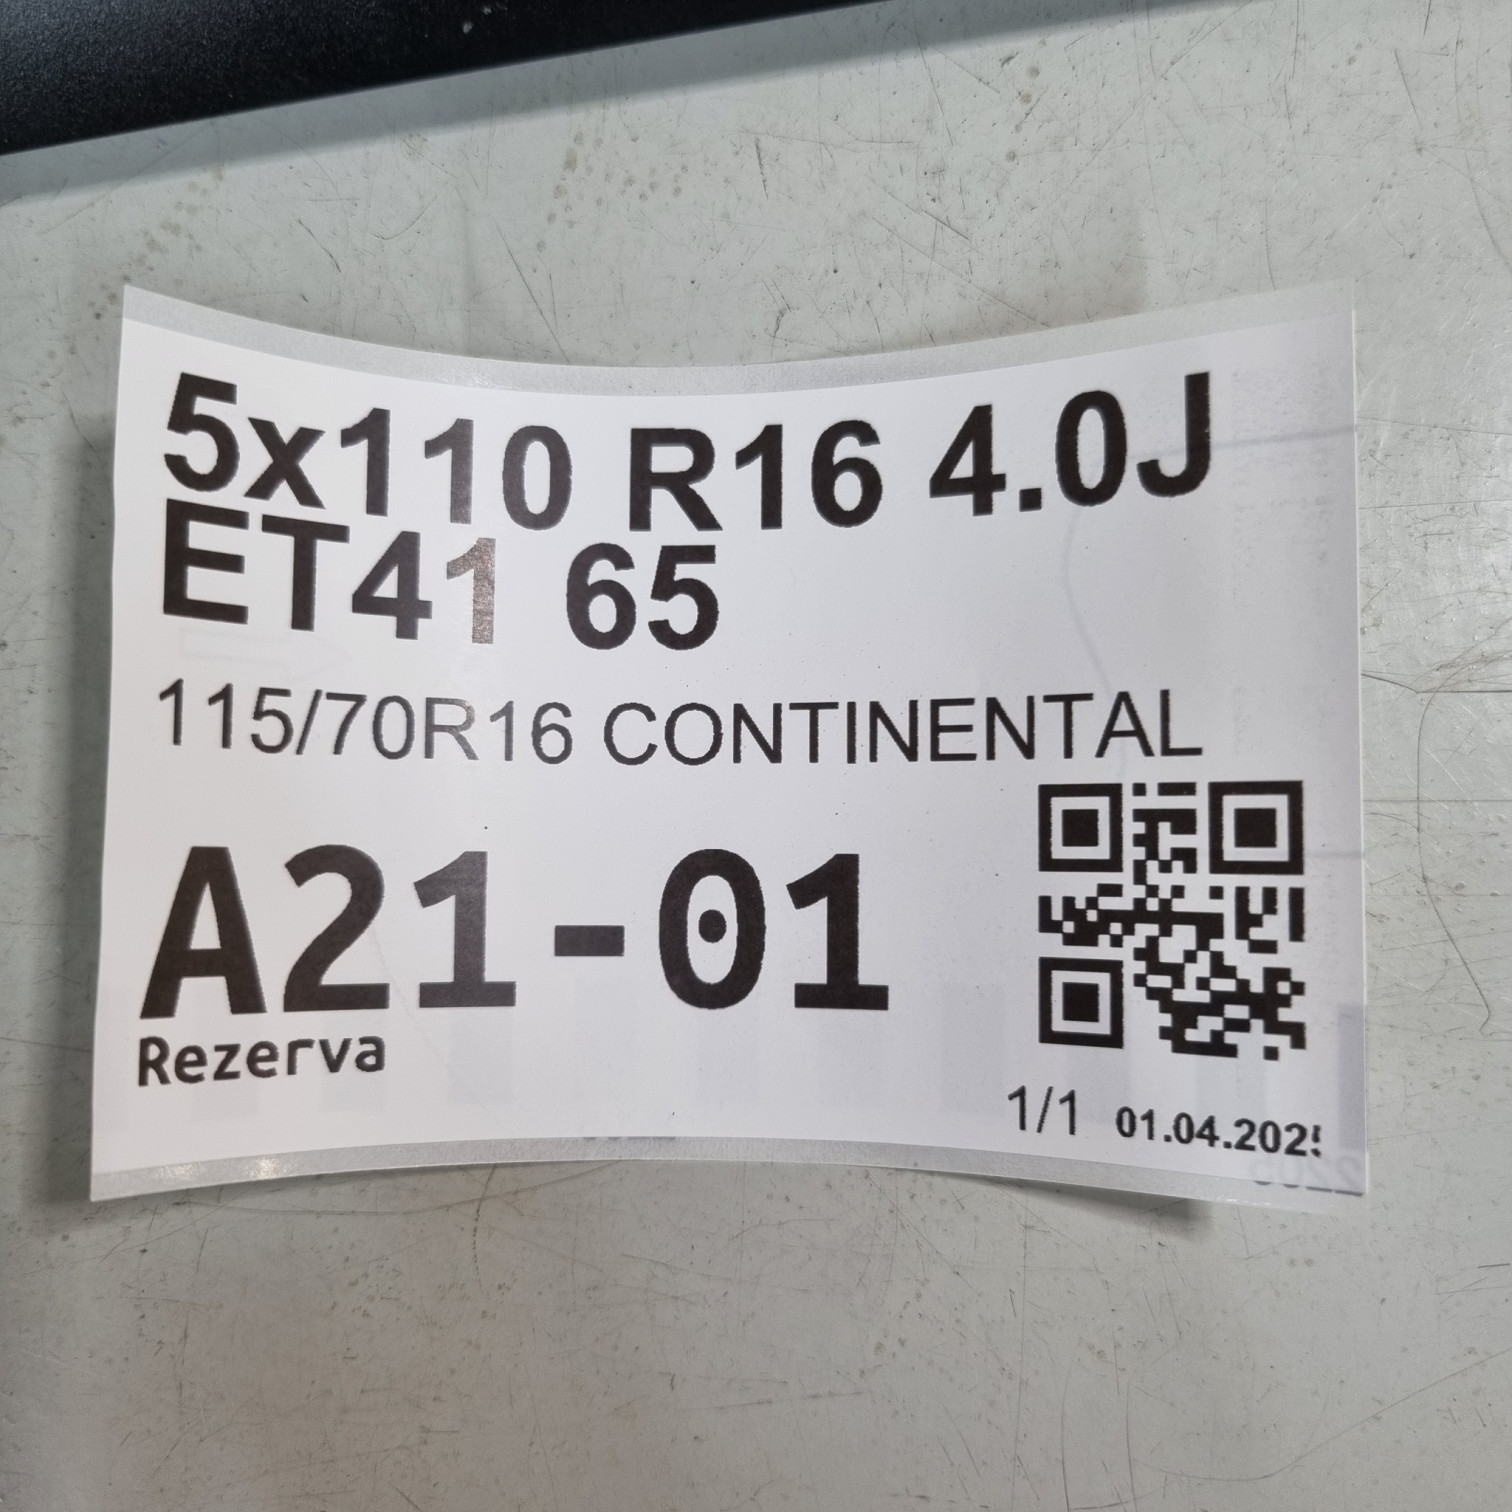 5x110 R16 4.0J
ET41 65
115/70R16 CONTINENTAL
A21-01
Rezerva
1/1 01.04.2025